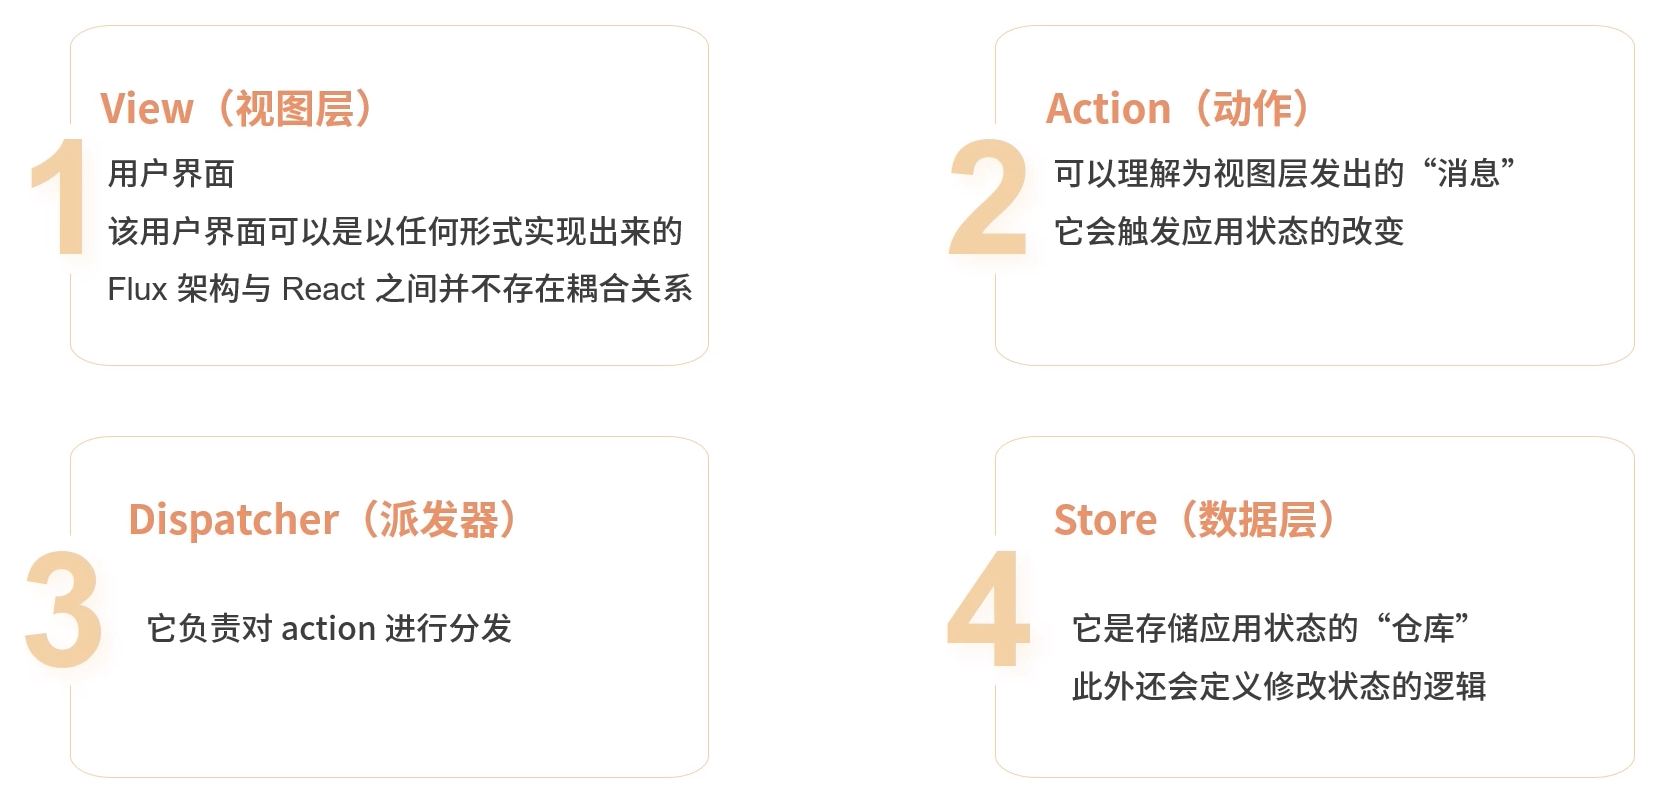 1
View（视图层）
用户界面
该用户界面可以是以任何形式实现出来的
Flux 架构与 React 之间并不存在耦合关系
2
Action（动作）
可以理解为视图层发出的“消息”
它会触发应用状态的改变
3
Dispatcher（派发器）
它负责对 action 进行分发
4
Store（数据层）
它是存储应用状态的“仓库”
此外还会定义修改状态的逻辑